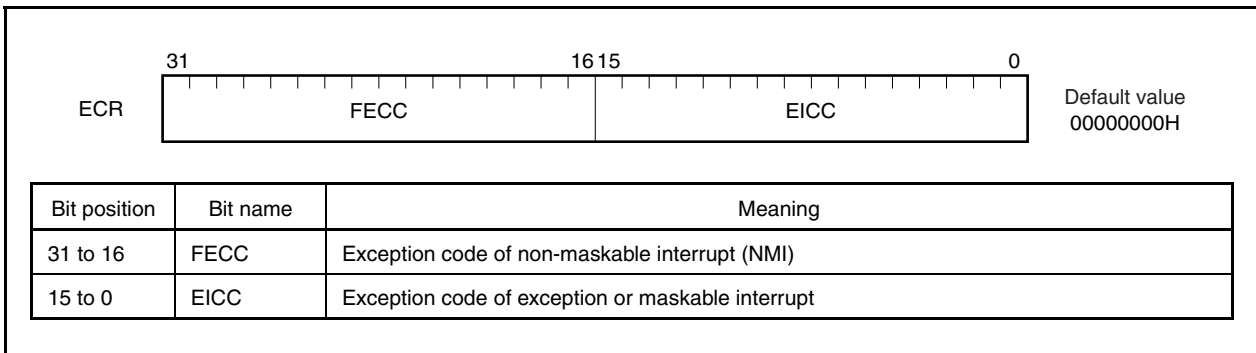 31 16 15 0
ECR FECC EICC Default value
00000000H
Bit position Bit name Meaning
31 to 16 FECC Exception code of non-maskable interrupt (NMI)
15 to 0 EICC Exception code of exception or maskable interrupt